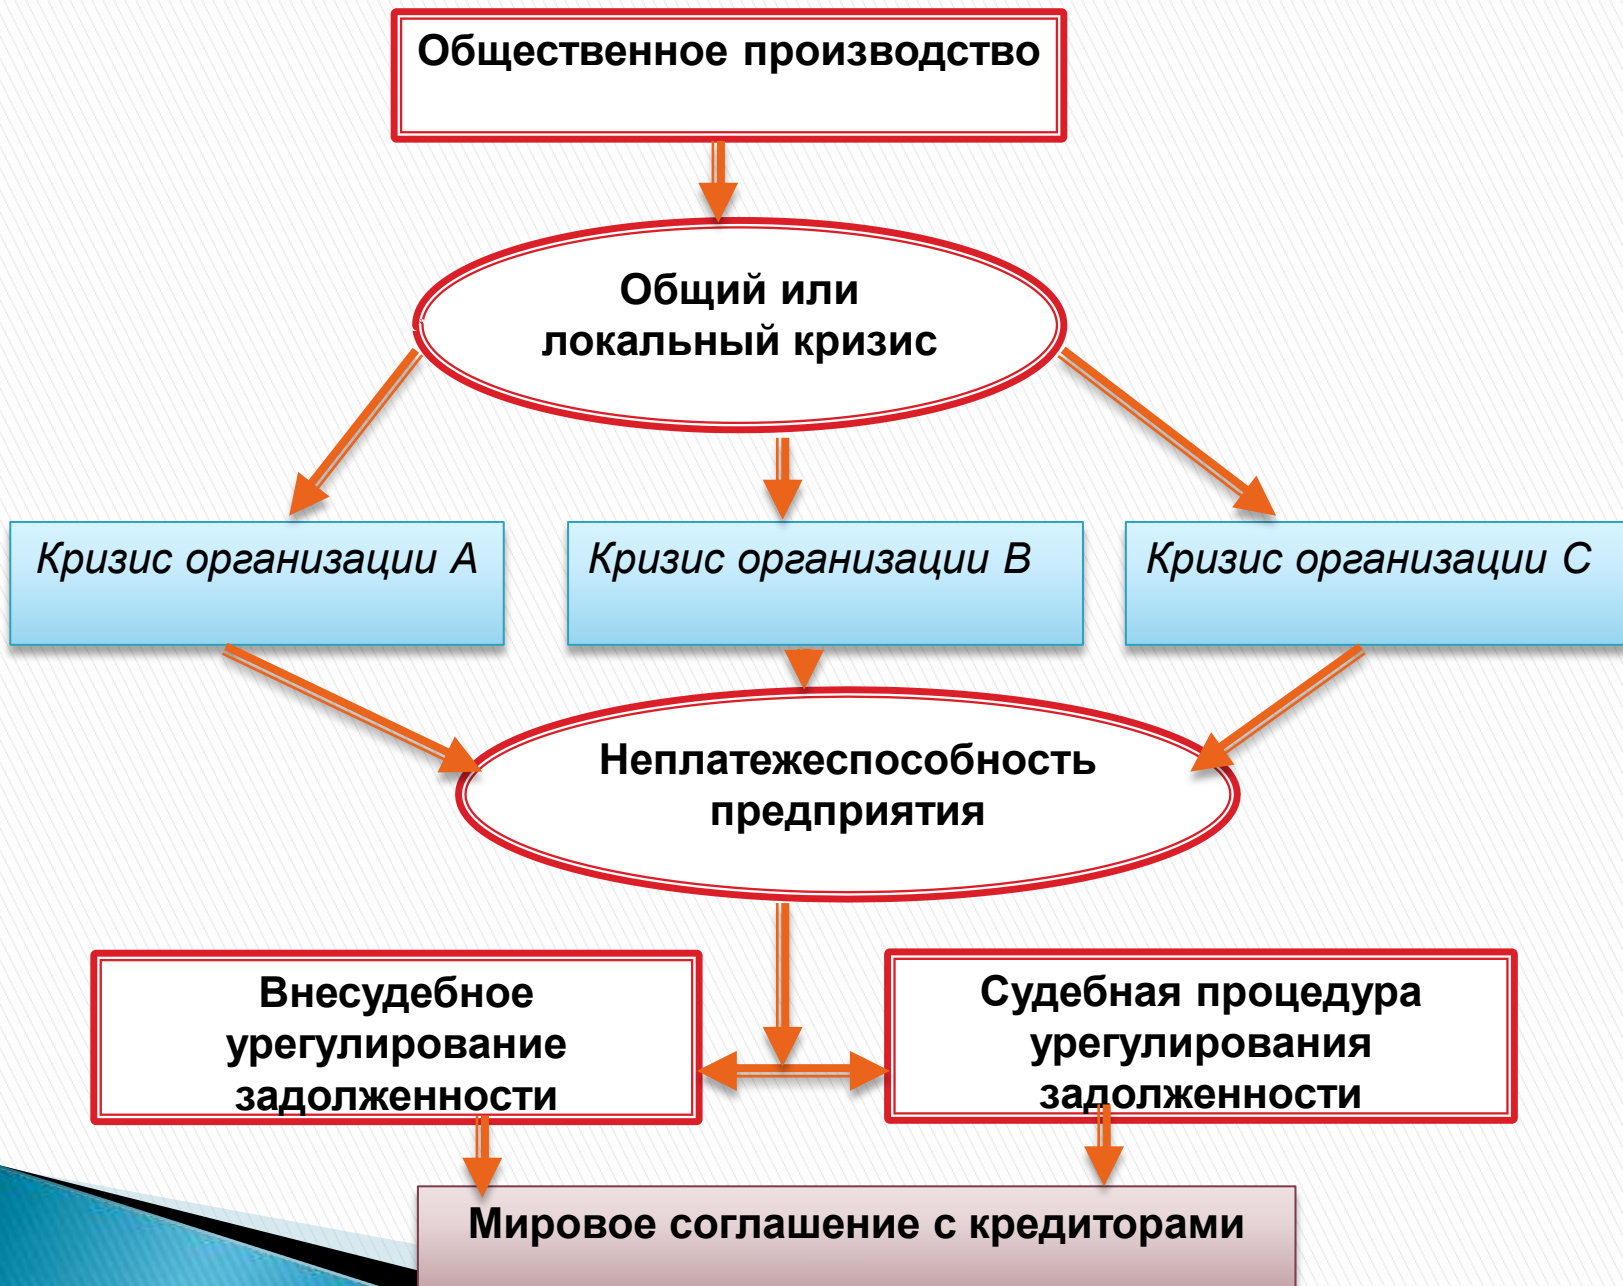 Общественное производство
Общий или
локальный кризис
Кризис организации А
Кризис организации В
Кризис организации С
Неплатежеспособность
предприятия
Внесудебное
урегулирование
задолженности
Судебная процедура
урегулирования
задолженности
Мировое соглашение с кредиторами